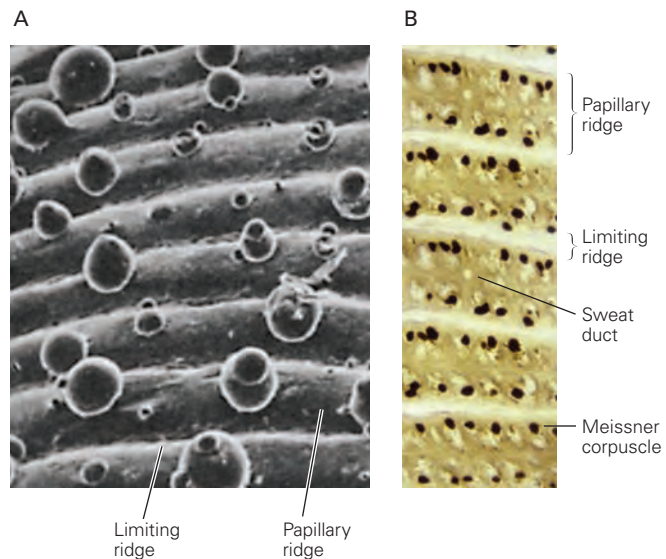 A
B
Papillary
ridge
Limiting
ridge
Sweat
duct
Meissner
corpuscle
Limiting
ridge
Papillary
ridge